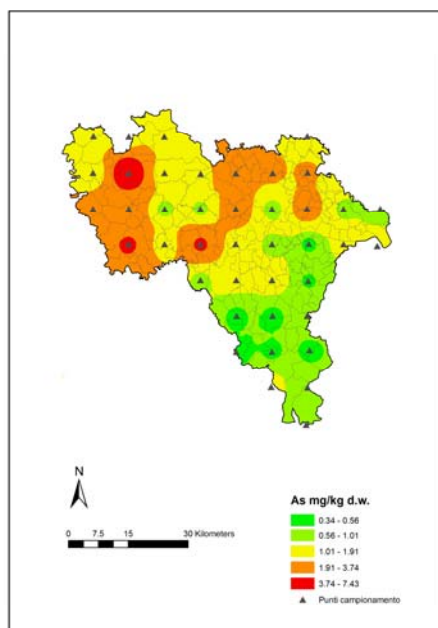 N
0 7.5 15 30 Kilometers
As mg/kg d.w.
0.34 - 0.56
0.56 - 1.01
1.01 - 1.91
1.91 - 3.74
3.74 - 7.43
Punti campionamento